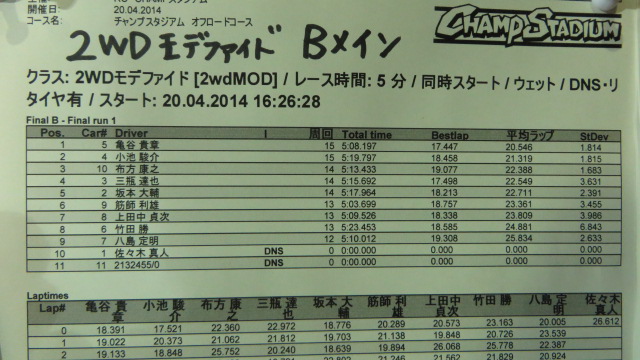 開催日: 20.04.2014
コース名: チャンプスタジアム オフロードコース
CHAMP STADIUM
2WDモデファイド Bメイン
クラス: 2WDモデファイド [2wdMOD] / レース時間: 5 分 / 同時スタート / ウェット / DNS・リ
タイヤ有 / スタート: 20.04.2014 16:26:28
Final B - Final run 1
Pos. Car# Driver I 周回 Total time Bestlap 平均ラップ StDev
1 5 亀谷 貴章 15 5:08.197 17.447 20.546 1.814
2 4 小池 駿介 15 5:19.797 18.458 21.319 1.815
3 10 布方 康之 14 5:13.433 19.077 22.388 1.683
4 3 三瓶 達也 14 5:15.692 17.498 22.549 3.631
5 2 坂本 大輔 14 5:17.964 18.213 22.711 2.391
6 9 筋師 利雄 13 5:03.699 18.757 23.361 3.455
7 8 上田中 貞次 13 5:09.526 18.338 23.809 3.986
8 6 竹田 勝 13 5:23.453 18.585 24.881 6.843
9 7 八島 定明 12 5:10.012 19.308 25.834 2.633
10 1 佐々木 真人 DNS 0 0:00.000 0.000 0.000
11 11 2132455/0 DNS 0 0:00.000 0.000 0.000
Laptimes
Lap# 亀谷 貴章 小池 駿介 布方 康之 三瓶 達也 坂本 大輔 筋師 利雄 上田中 貞次 竹田 勝 八島 定明 佐々木 真人
0 18.391 17.521 22.360 22.972 18.776 20.289 20.573 23.163 20.005 26.612
1 19.022 20.373 21.062 21.812 19.703 21.138 19.848 20.726 23.539
2 19.133 18.848 25.752 20.240 18.639 19.894 26.068 25.778 22.387
21.829 20.924